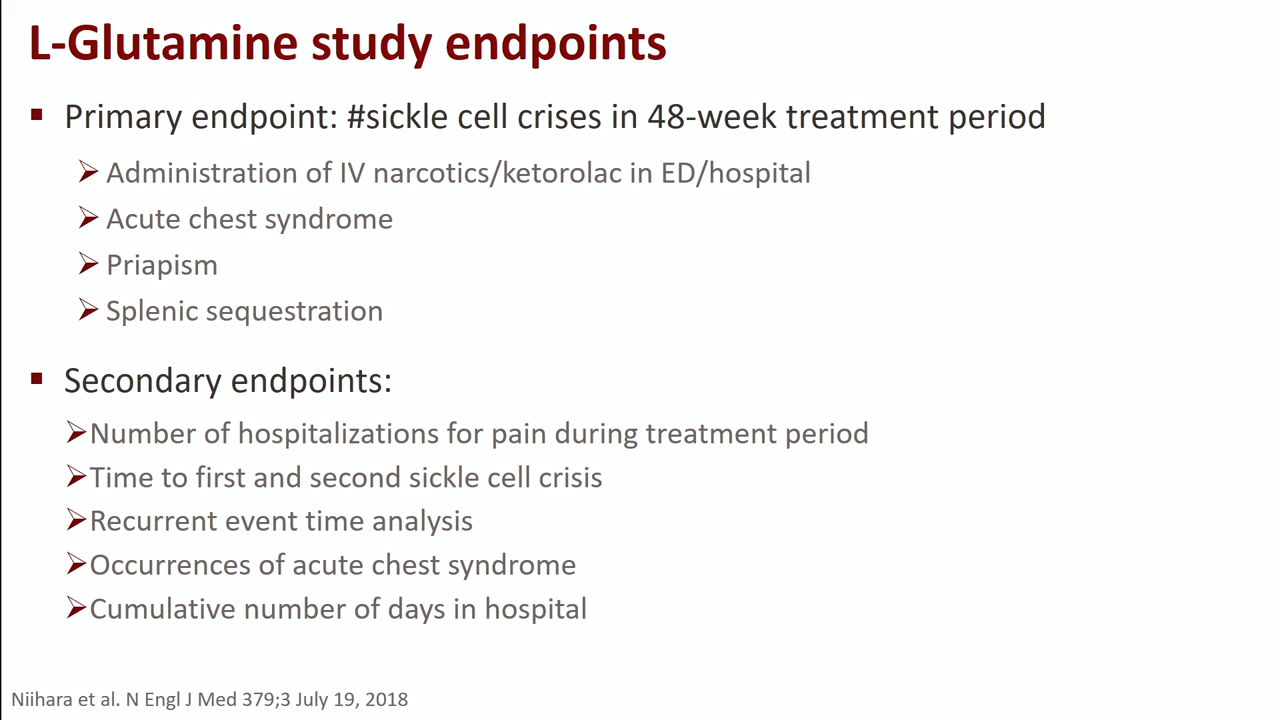 L-Glutamine study endpoints
▪ Primary endpoint: #sickle cell crises in 48-week treatment period
➢ Administration of IV narcotics/ketorolac in ED/hospital
➢ Acute chest syndrome
➢ Priapism
➢ Splenic sequestration
▪ Secondary endpoints:
➢Number of hospitalizations for pain during treatment period
➢Time to first and second sickle cell crisis
➢Recurrent event time analysis
➢Occurrences of acute chest syndrome
➢Cumulative number of days in hospital
Niihara et al. N Engl J Med 379;3 July 19, 2018